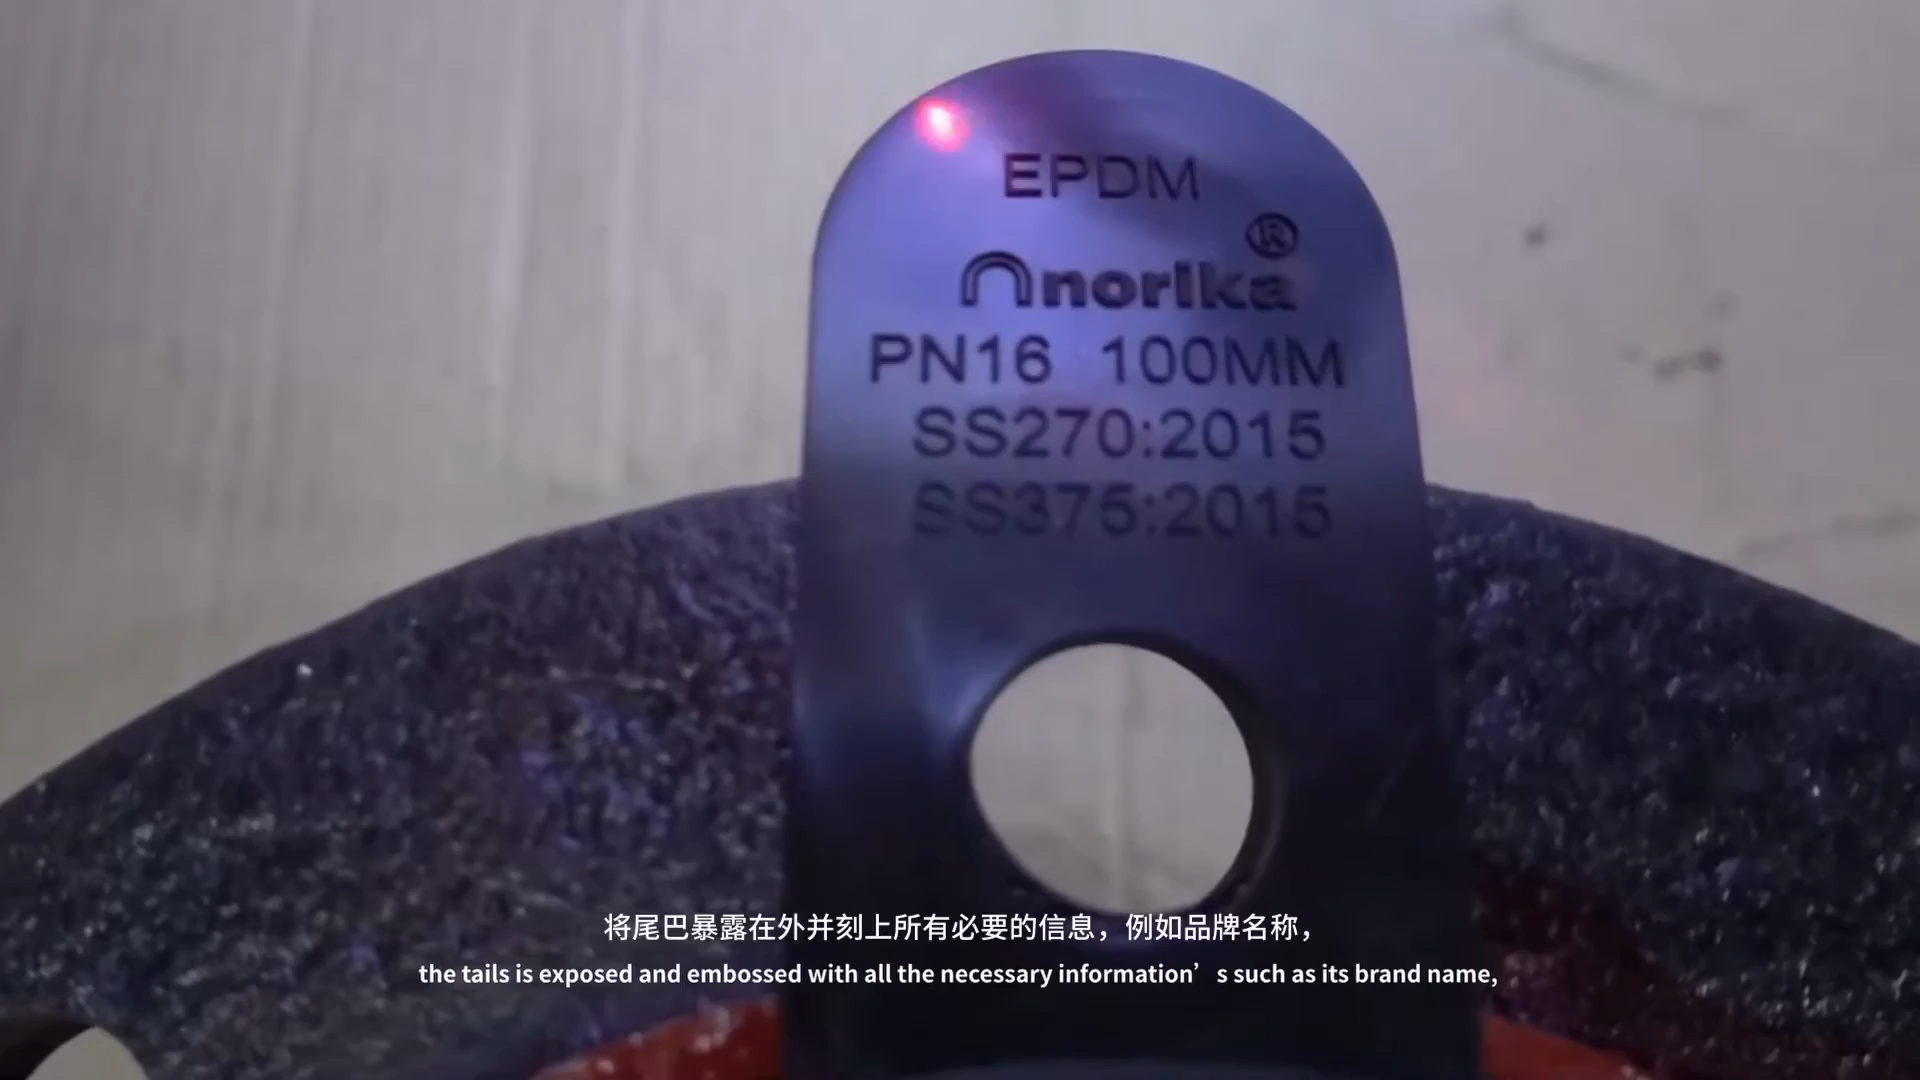 EPDM
norika®
PN16 100MM
SS270:2015
SS375:2015
将尾巴暴露在外并刻上所有必要的信息，例如品牌名称，
the tails is exposed and embossed with all the necessary information’s such as its brand name,